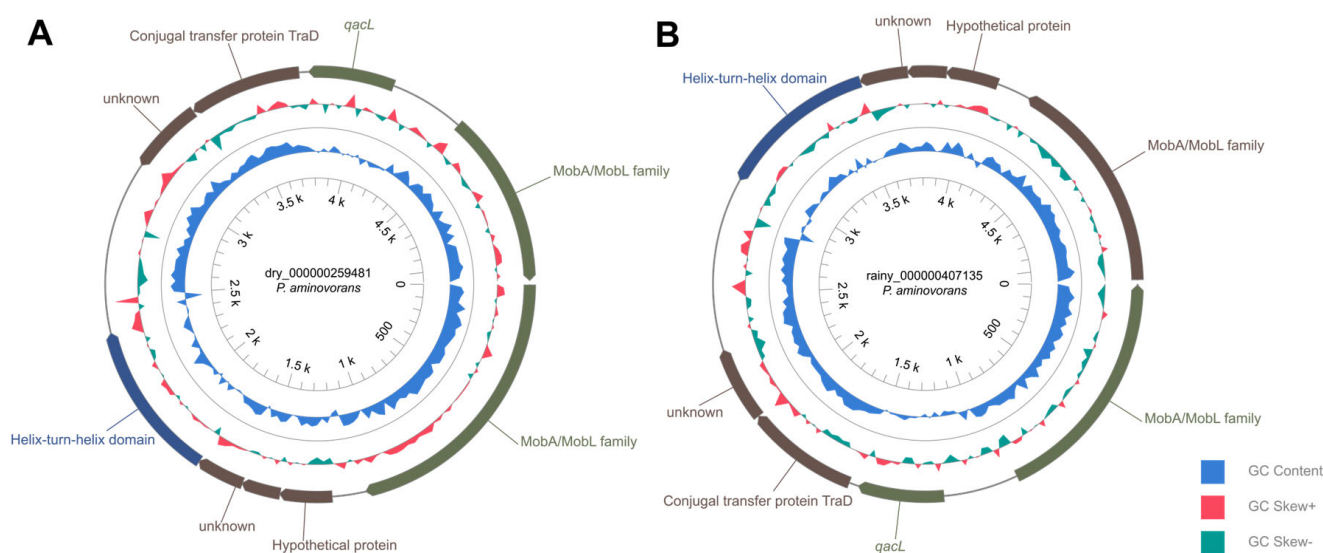 A
qacL
Conjugal transfer protein TraD
unknown
MobA/MobL family
3.5 k
4 k
3 k
4.5 k
dry_000000259481
P. aminovorans
0
2.5 k
2 k
500
1.5 k
1 k
Helix-turn-helix domain
MobA/MobL family
unknown
Hypothetical protein
B
unknown
Hypothetical protein
Helix-turn-helix domain
MobA/MobL family
3.5 k
4 k
3 k
4.5 k
rainy_000000407135
P. aminovorans
0
2.5 k
2 k
500
1.5 k
1 k
unknown
MobA/MobL family
Conjugal transfer protein TraD
qacL
GC Content
GC Skew+
GC Skew-